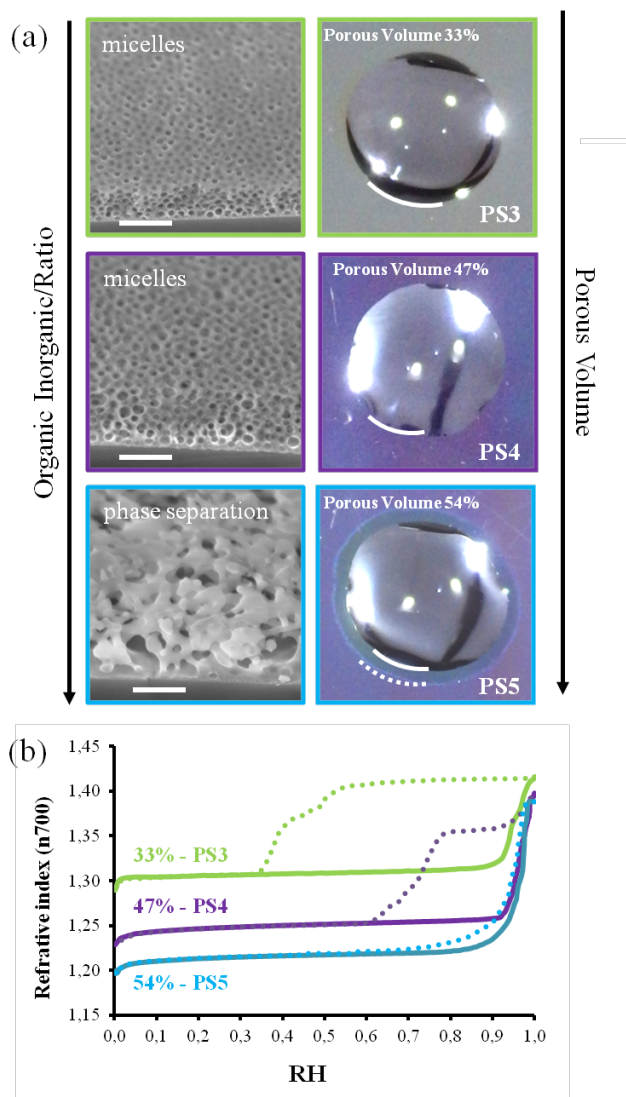 (a)
Organic Inorganic/Ratio
micelles
Porous Volume 33%
PS3
micelles
Porous Volume 47%
PS4
phase separation
Porous Volume 54%
PS5
Porous Volume
(b)
Refrative index (n700)
1,45
1,40
1,35
1,30
1,25
1,20
1,15
33% - PS3
47% - PS4
54% - PS5
0,0 0,1 0,2 0,3 0,4 0,5 0,6 0,7 0,8 0,9 1,0
RH